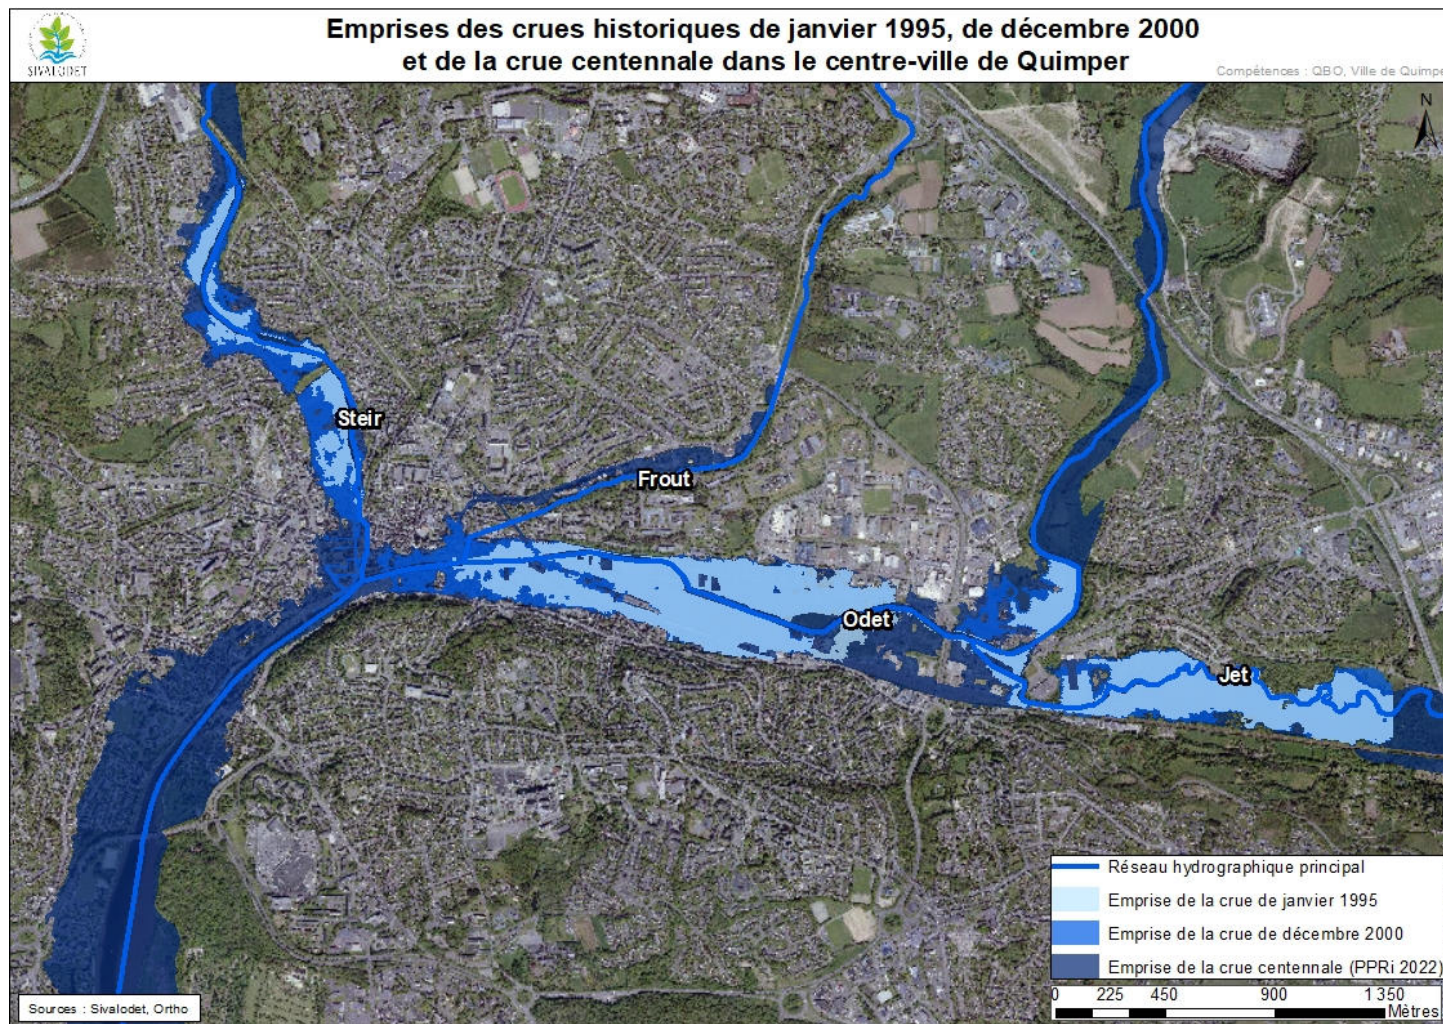 Emprises des crues historiques de janvier 1995, de décembre 2000
et de la crue centennale dans le centre-ville de Quimper
SIVALODET
Compétences : QBO, Ville de Quimpe
N
Steir
Frout
Odet
Jet
Réseau hydrographique principal
Emprise de la crue de janvier 1995
Emprise de la crue de décembre 2000
Emprise de la crue centennale (PPRi 2022)
0 225 450 900 1 350
Mètres
Sources : Sivalodet, Ortho